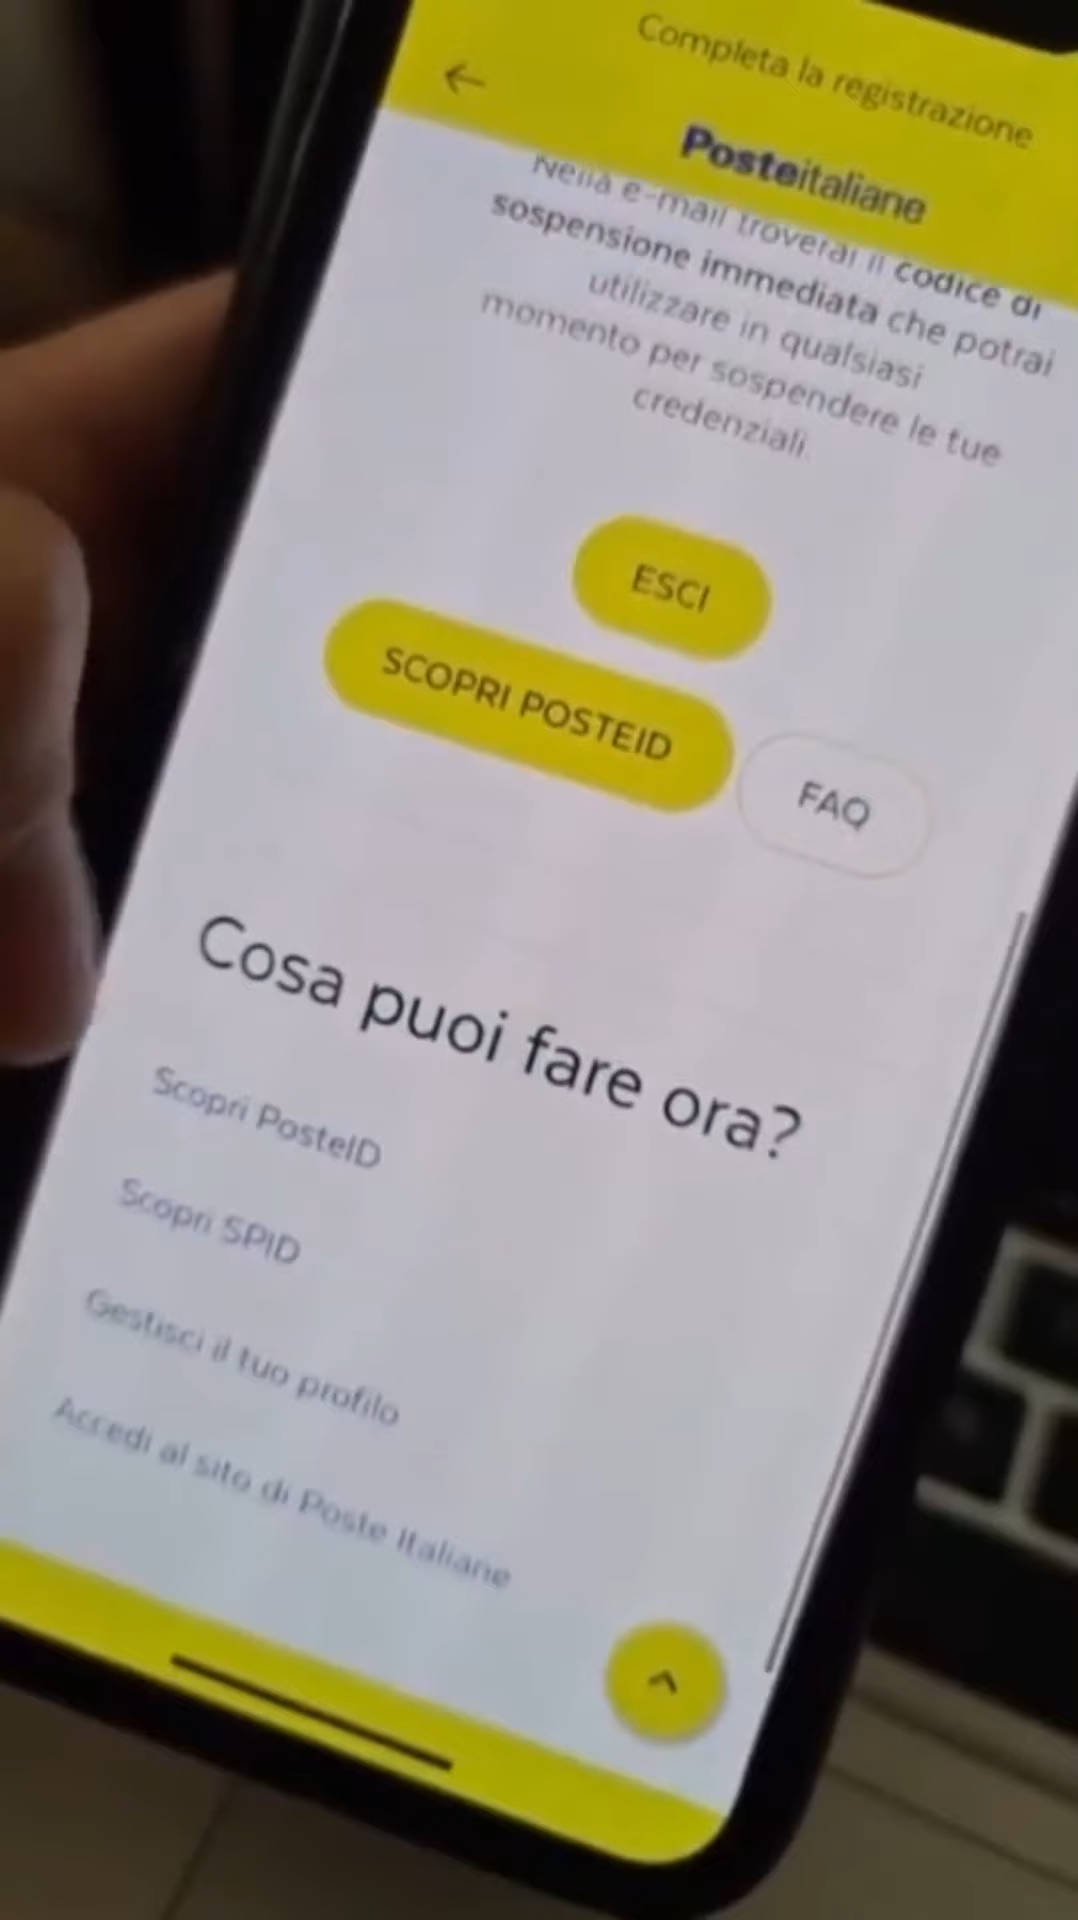 Completa la registrazione
Posteitaliane
Nella e-mail troverai il codice di
sospensione immediata che potrai
utilizzare in qualsiasi
momento per sospendere le tue
credenziali.
ESCI
SCOPRI POSTEID
FAQ
Cosa puoi fare ora?
Scopri PosteID
Scopri SPID
Gestisci il tuo profilo
Accedi al sito di Poste Italiane